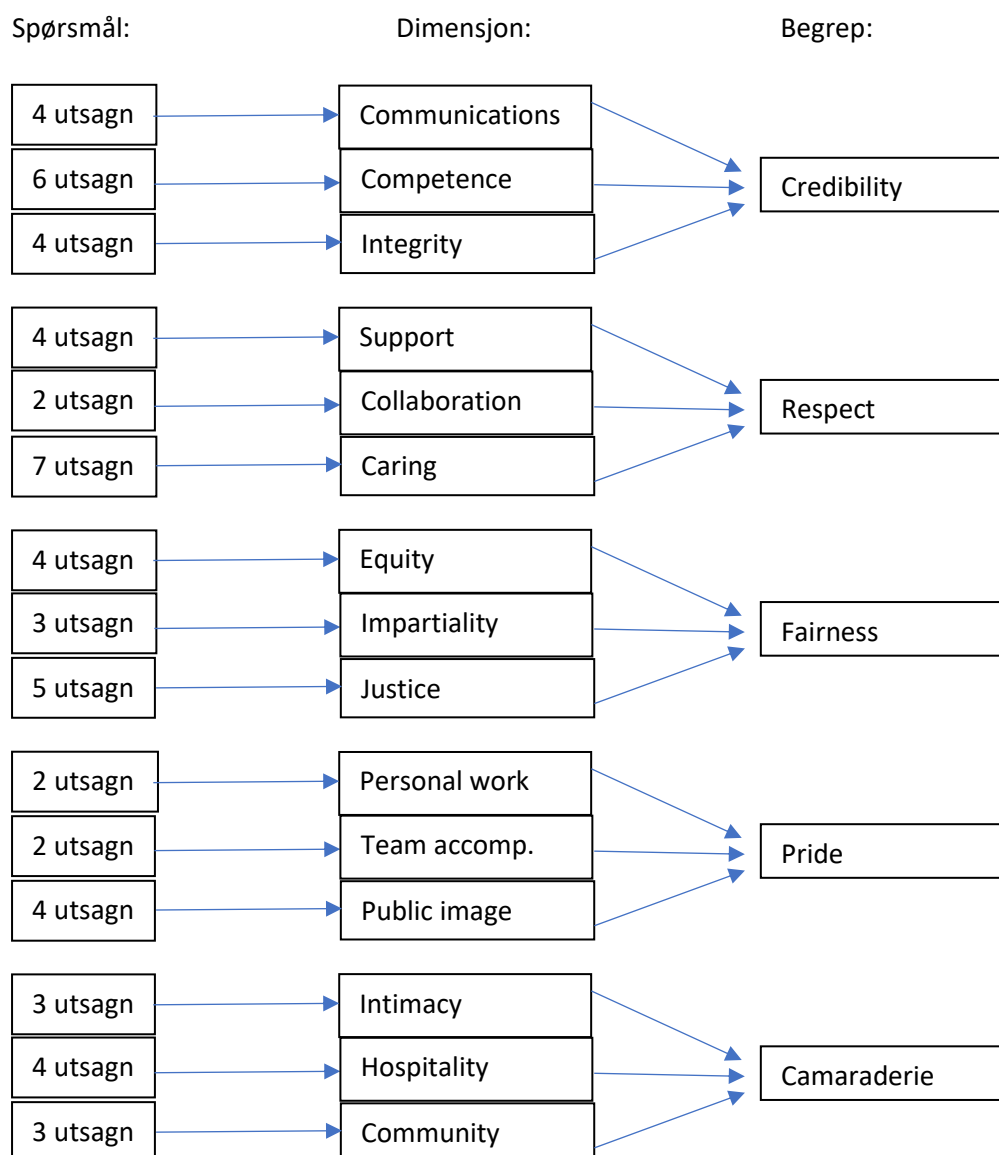 Spørsmål: Dimensjon: Begrep:
4 utsagn Communications
6 utsagn Competence Credibility
4 utsagn Integrity
4 utsagn Support
2 utsagn Collaboration Respect
7 utsagn Caring
4 utsagn Equity
3 utsagn Impartiality Fairness
5 utsagn Justice
2 utsagn Personal work
2 utsagn Team accomp. Pride
4 utsagn Public image
3 utsagn Intimacy
4 utsagn Hospitality Camaraderie
3 utsagn Community